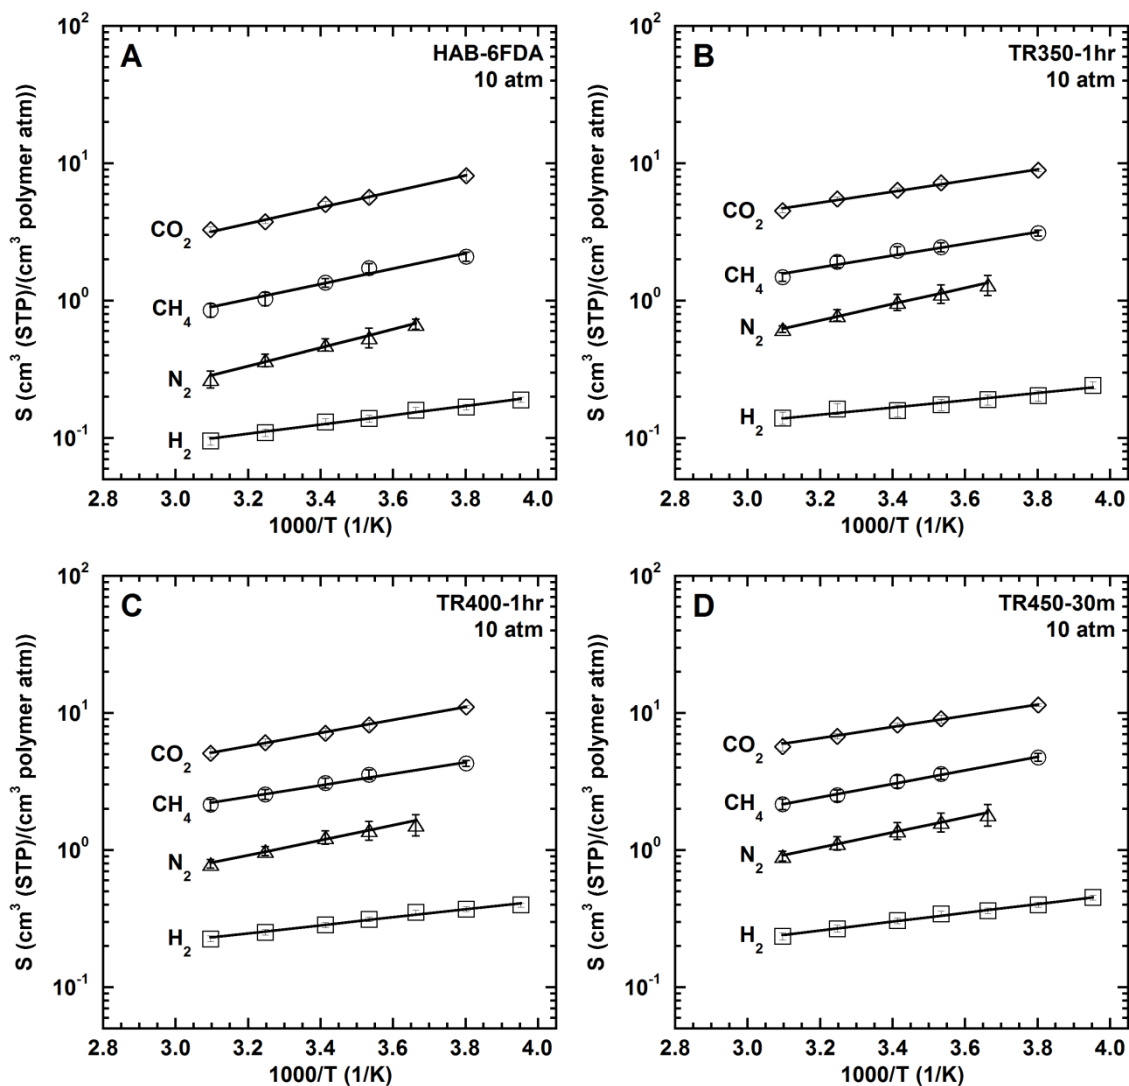 A
HAB-6FDA
10 atm
S (cm³ (STP)/(cm³ polymer atm))
10²
10¹
10⁰
10⁻¹
CO₂
CH₄
N₂
H₂
2.8 3.0 3.2 3.4 3.6 3.8 4.0
1000/T (1/K)
B
TR350-1hr
10 atm
S (cm³ (STP)/(cm³ polymer atm))
10²
10¹
10⁰
10⁻¹
CO₂
CH₄
N₂
H₂
2.8 3.0 3.2 3.4 3.6 3.8 4.0
1000/T (1/K)
C
TR400-1hr
10 atm
S (cm³ (STP)/(cm³ polymer atm))
10²
10¹
10⁰
10⁻¹
CO₂
CH₄
N₂
H₂
2.8 3.0 3.2 3.4 3.6 3.8 4.0
1000/T (1/K)
D
TR450-30m
10 atm
S (cm³ (STP)/(cm³ polymer atm))
10²
10¹
10⁰
10⁻¹
CO₂
CH₄
N₂
H₂
2.8 3.0 3.2 3.4 3.6 3.8 4.0
1000/T (1/K)